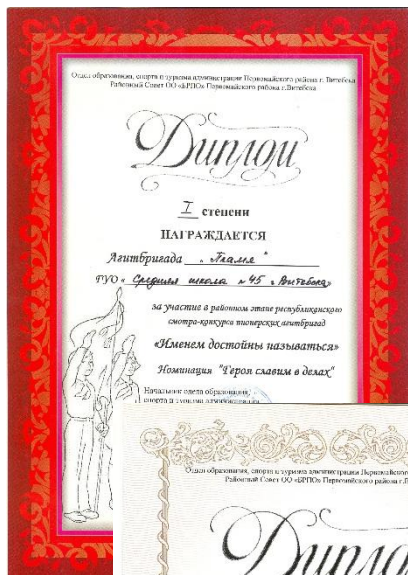 Отдел образования, спорта и туризма администрации Первомайского района г. Витебска
Районный Совет ОО «БРПО» Первомайского района г.Витебска
Диплом
I степени
НАГРАЖДАЕТСЯ
Агитбригада „Пламя“
ГУО « Средняя школа №45 г. Витебска»
за участие в районном этапе республиканского
смотра-конкурса пионерских агитбригад
«Именем достойны называться»
Номинация "Героя славим в делах"
Начальник отдела образования,
спорта и туризма администрации
Отдел образования, спорта и туризма администрации Первомайского
Районный Совет ОО «БРПО» Первомайского района
Диплом